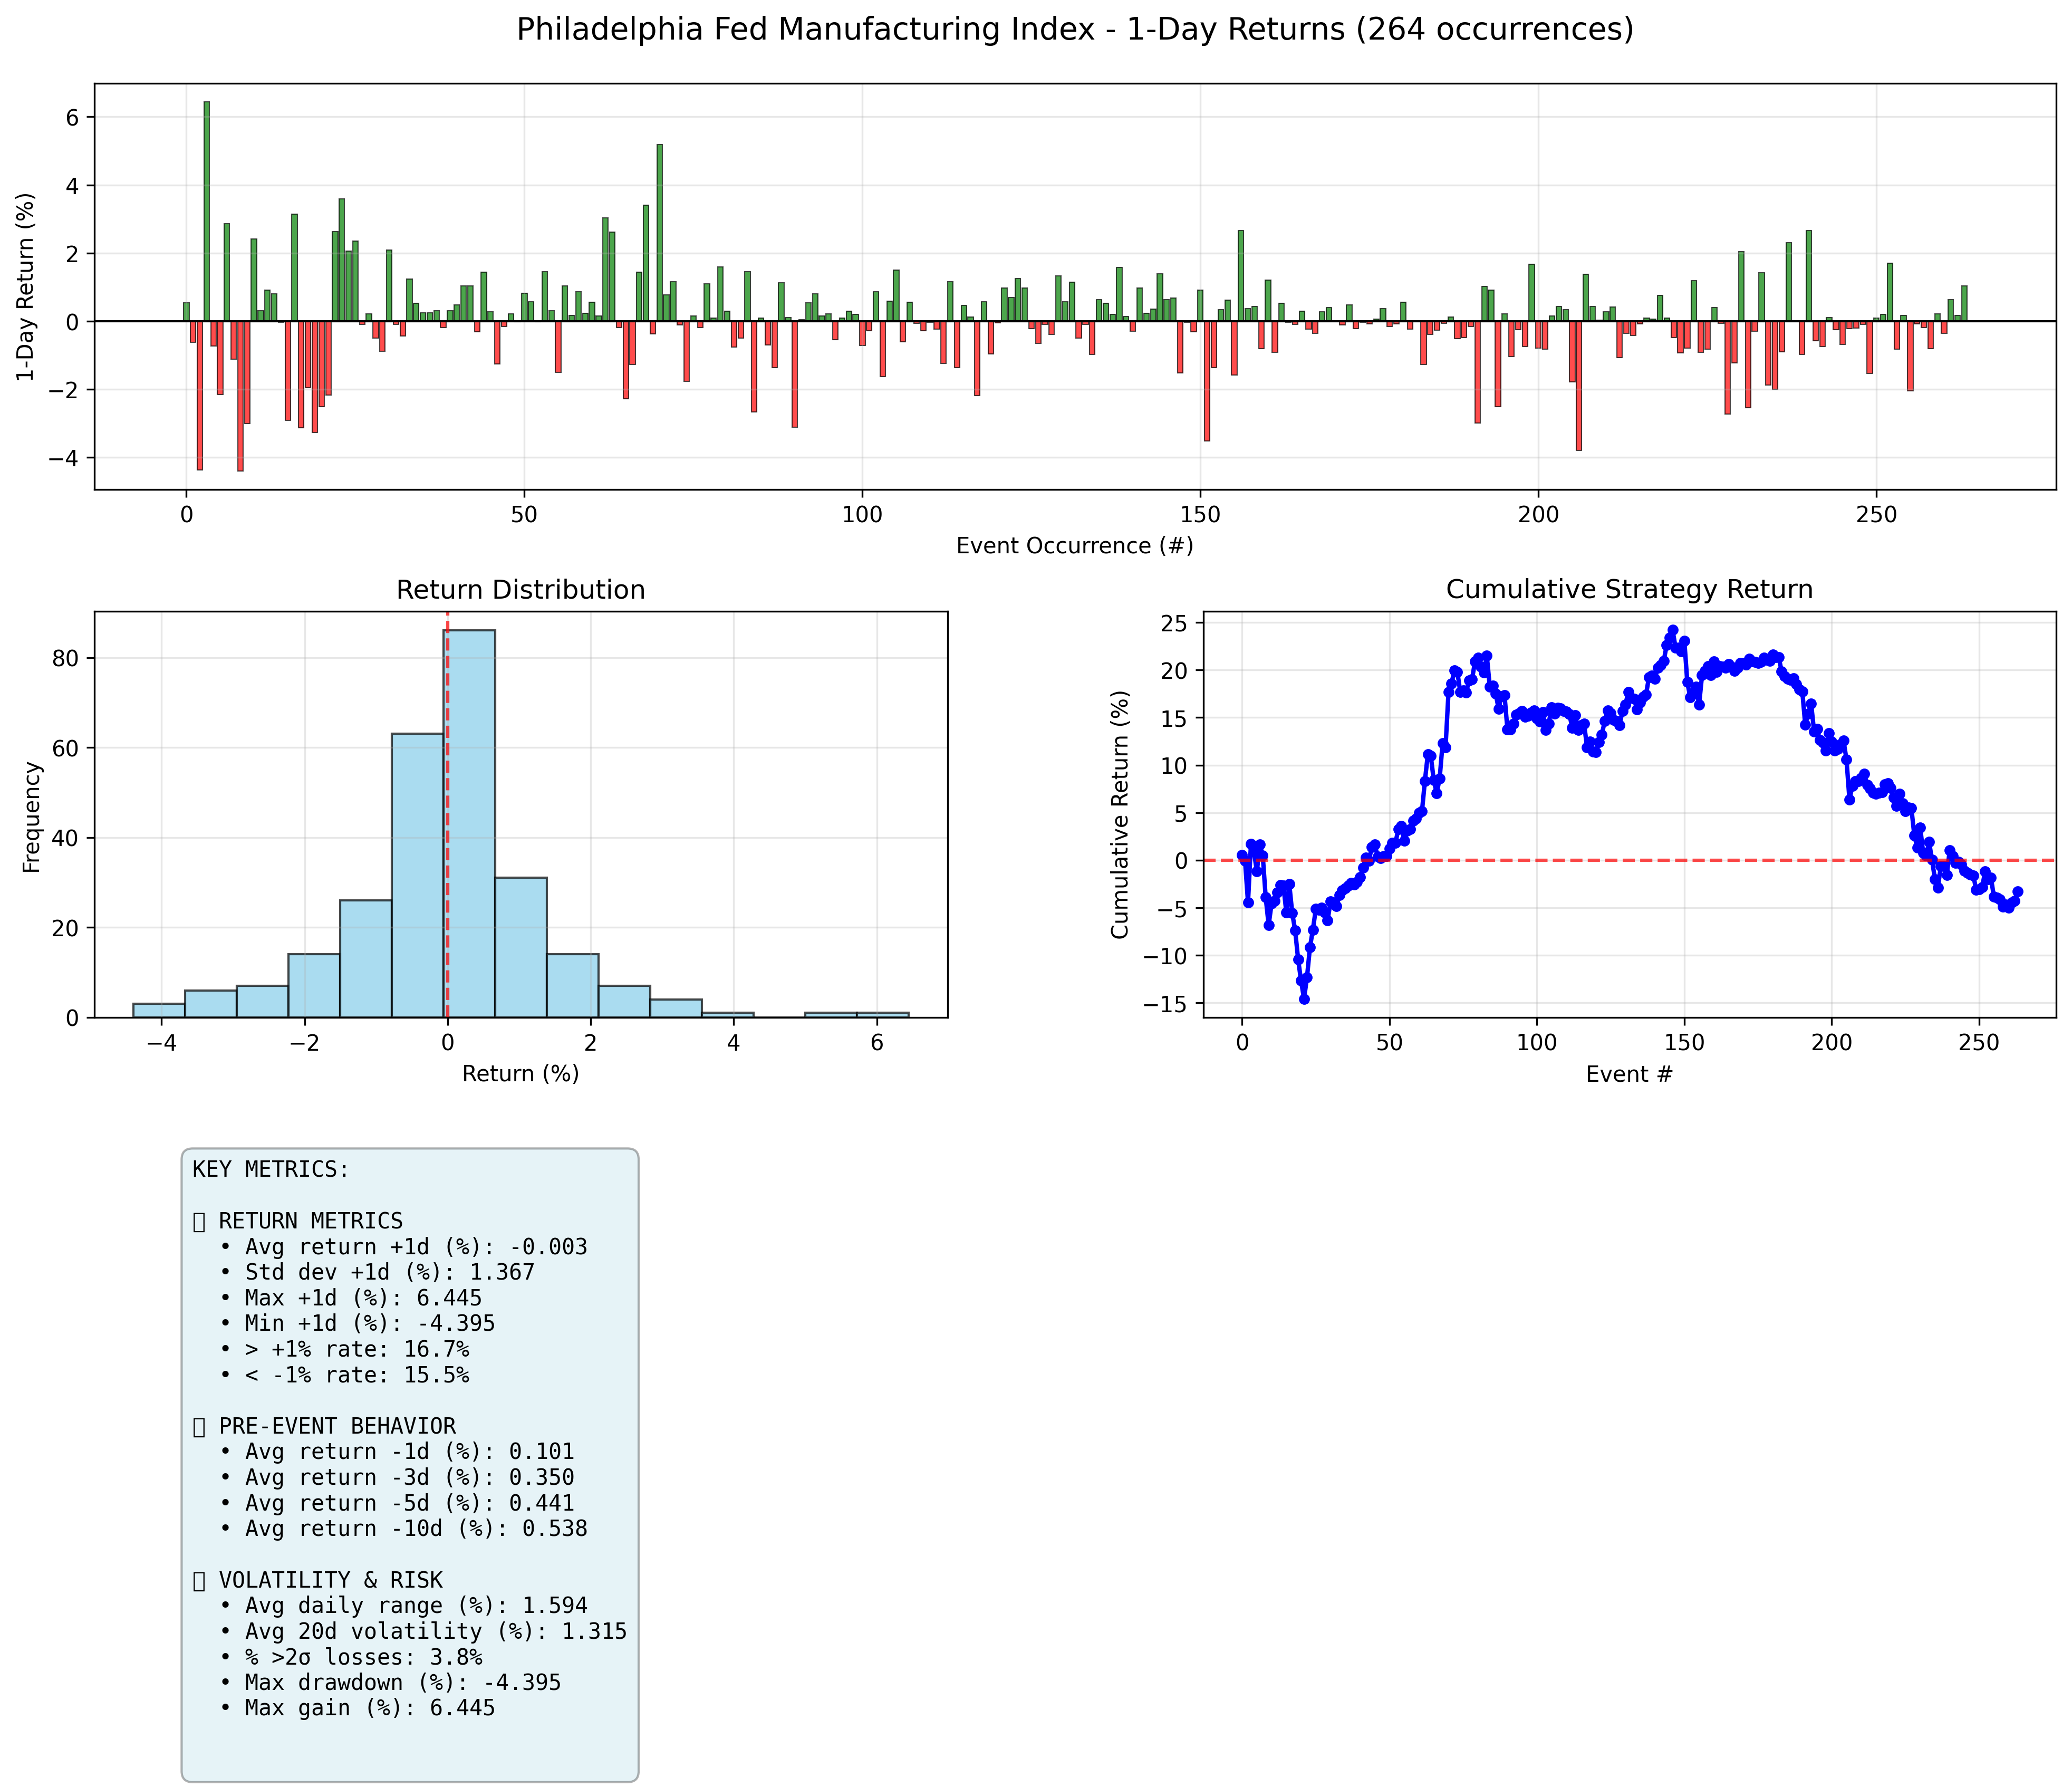 Philadelphia Fed Manufacturing Index - 1-Day Returns (264 occurrences)
1-Day Return (%)
6
4
2
0
−2
−4
0 50 100 150 200 250
Event Occurrence (#)
Return Distribution
Frequency
80
60
40
20
0
−4 −2 0 2 4 6
Return (%)
Cumulative Strategy Return
Cumulative Return (%)
25
20
15
10
5
0
−5
−10
−15
0 50 100 150 200 250
Event #
KEY METRICS:
RETURN METRICS
• Avg return +1d (%): -0.003
• Std dev +1d (%): 1.367
• Max +1d (%): 6.445
• Min +1d (%): -4.395
• > +1% rate: 16.7%
• < -1% rate: 15.5%
PRE-EVENT BEHAVIOR
• Avg return -1d (%): 0.101
• Avg return -3d (%): 0.350
• Avg return -5d (%): 0.441
• Avg return -10d (%): 0.538
VOLATILITY & RISK
• Avg daily range (%): 1.594
• Avg 20d volatility (%): 1.315
• % >2σ losses: 3.8%
• Max drawdown (%): -4.395
• Max gain (%): 6.445